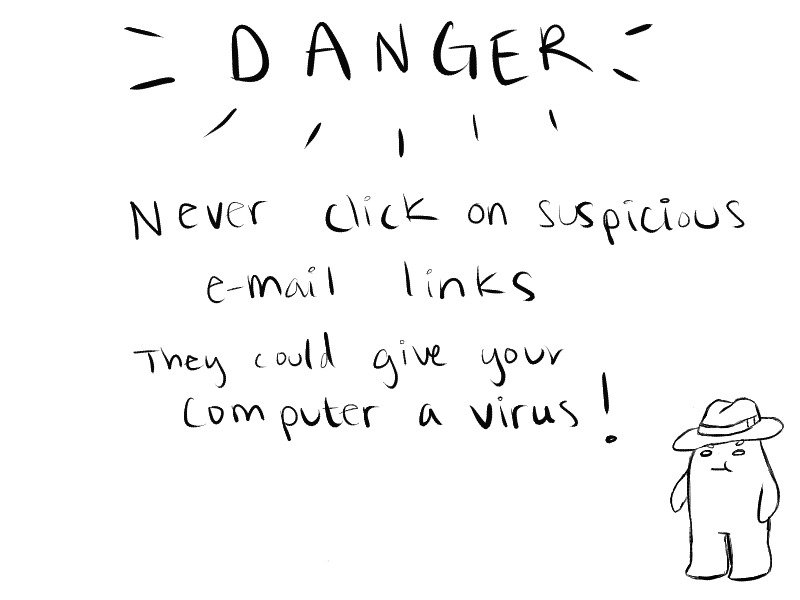 DANGER
Never click on suspicious
e-mail links
They could give your
computer a virus!